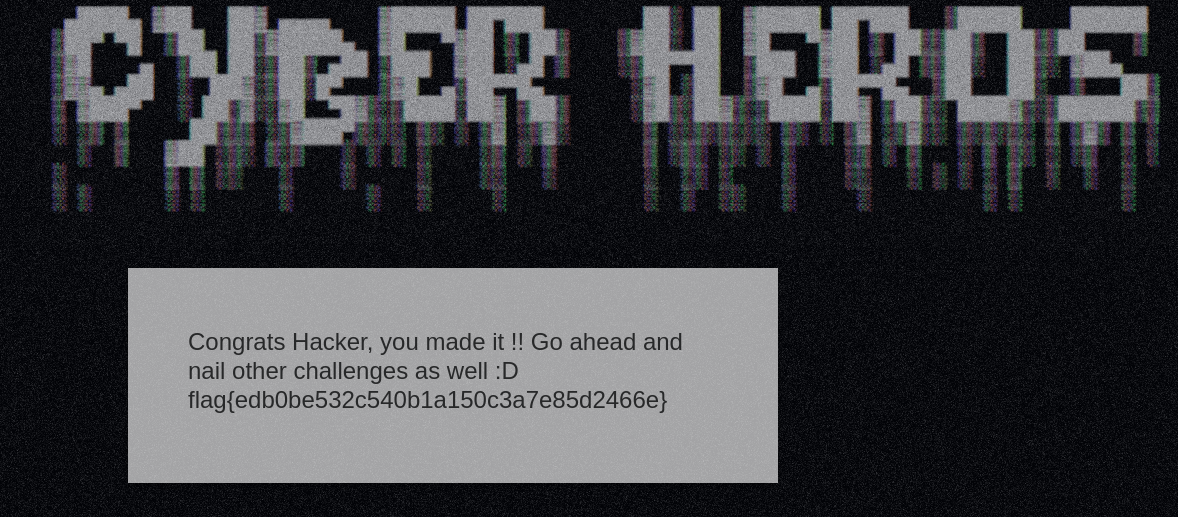 CYBER HEROS
Congrats Hacker, you made it !! Go ahead and
nail other challenges as well :D
flag{edb0be532c540b1a150c3a7e85d2466e}